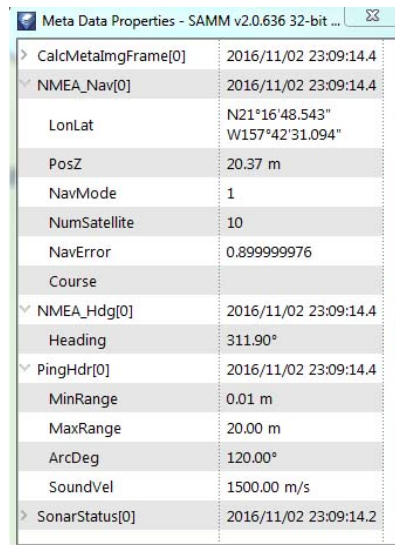 Meta Data Properties - SAMM v2.0.636 32-bit ...
CalcMetaImgFrame[0] 2016/11/02 23:09:14.4
NMEA_Nav[0] 2016/11/02 23:09:14.4
LonLat N21°16'48.543"
W157°42'31.094"
PosZ 20.37 m
NavMode 1
NumSatellite 10
NavError 0.899999976
Course
NMEA_Hdg[0] 2016/11/02 23:09:14.4
Heading 311.90°
PingHdr[0] 2016/11/02 23:09:14.4
MinRange 0.01 m
MaxRange 20.00 m
ArcDeg 120.00°
SoundVel 1500.00 m/s
SonarStatus[0] 2016/11/02 23:09:14.2